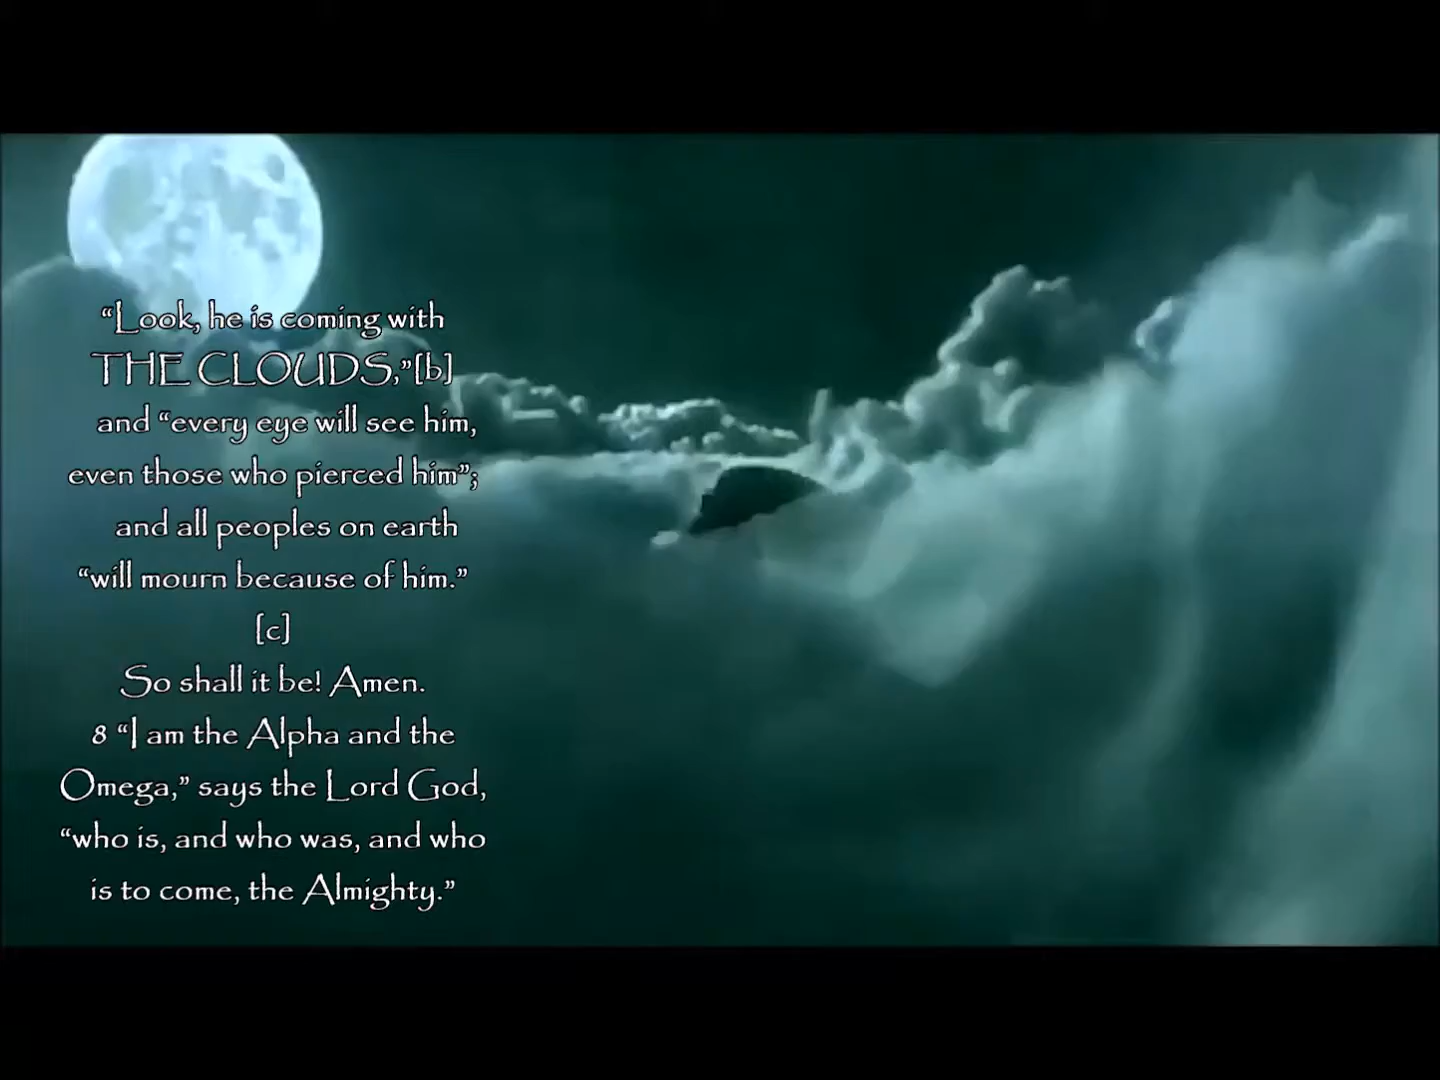 “Look, he is coming with
THE CLOUDS,”[b]
and “every eye will see him,
even those who pierced him”;
and all peoples on earth
“will mourn because of him.”
[c]
So shall it be! Amen.
8 “I am the Alpha and the
Omega,” says the Lord God,
“who is, and who was, and who
is to come, the Almighty.”